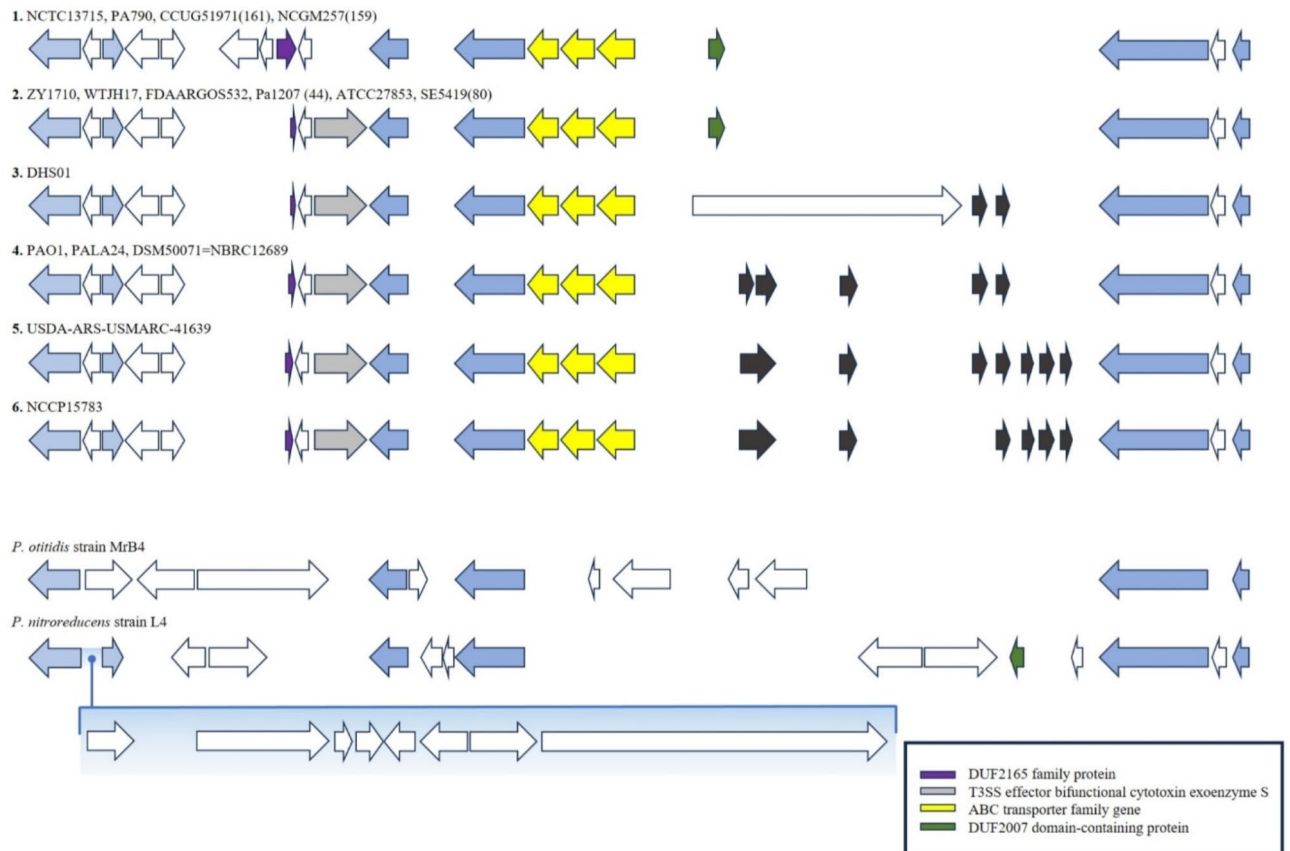 1. NCTC13715, PA790, CCUG51971(161), NCGM257(159)
2. ZY1710, WTJH17, FDAARGOS532, Pa1207 (44), ATCC27853, SE5419(80)
3. DHS01
4. PAO1, PALA24, DSM50071=NBRC12689
5. USDA-ARS-USMARC-41639
6. NCCP15783
P. otitidis strain MrB4
P. nitroreducens strain L4
DUF2165 family protein
T3SS effector bifunctional cytotoxin exoenzyme S
ABC transporter family gene
DUF2007 domain-containing protein